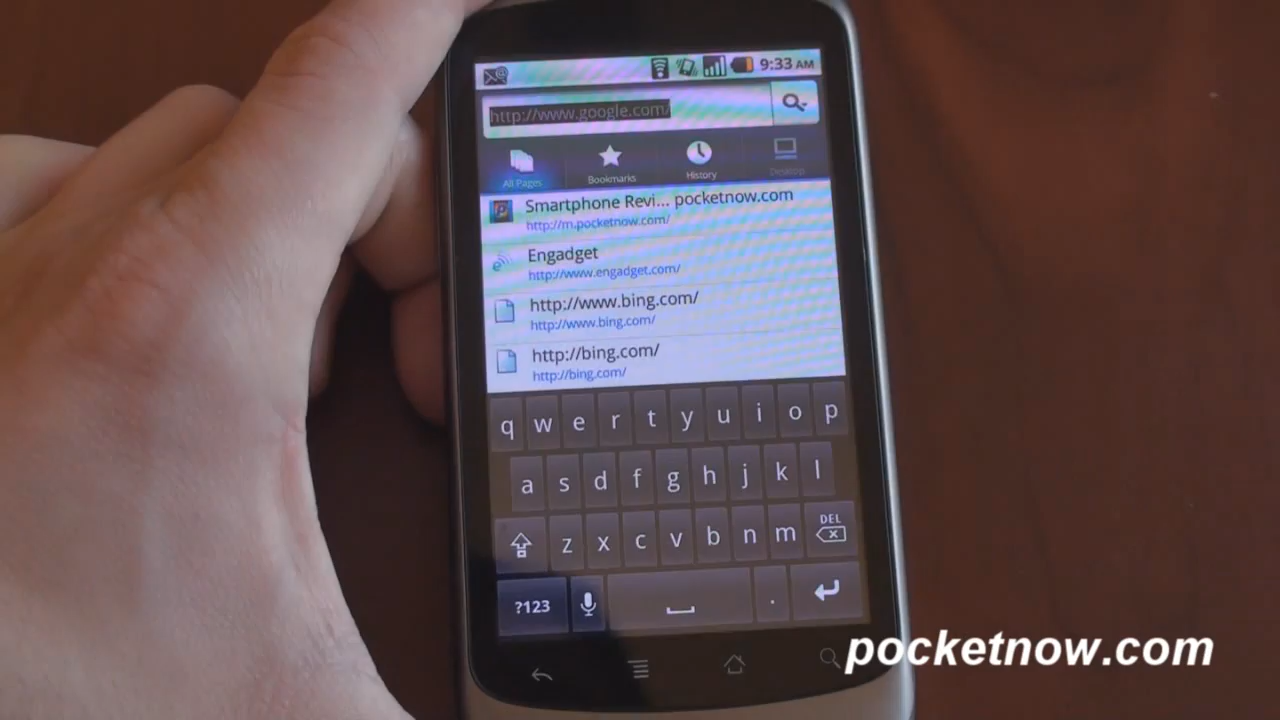 9:33 AM
http://www.google.com/
All Pages
Bookmarks
History
Desktop
Smartphone Revi... pocketnow.com
http://m.pocketnow.com/
Engadget
http://www.engadget.com/
http://www.bing.com/
http://www.bing.com/
http://bing.com/
http://bing.com/
q w e r t y u i o p
a s d f g h j k l
z x c v b n m DEL
?123 .
pocketnow.com